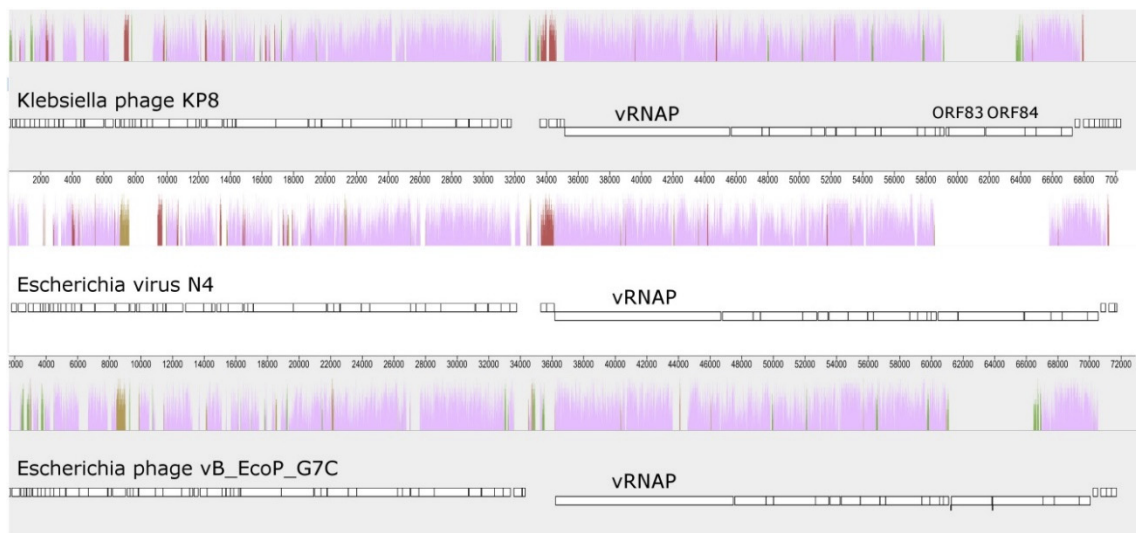 Klebsiella phage KP8
vRNAP
ORF83 ORF84
2000 4000 6000 8000 10000 12000 14000 16000 18000 20000 22000 24000 26000 28000 30000 32000 34000 36000 38000 40000 42000 44000 46000 48000 50000 52000 54000 56000 58000 60000 62000 64000 66000 68000 700
Escherichia virus N4
vRNAP
2000 4000 6000 8000 10000 12000 14000 16000 18000 20000 22000 24000 26000 28000 30000 32000 34000 36000 38000 40000 42000 44000 46000 48000 50000 52000 54000 56000 58000 60000 62000 64000 66000 68000 70000 72000
Escherichia phage vB_EcoP_G7C
vRNAP